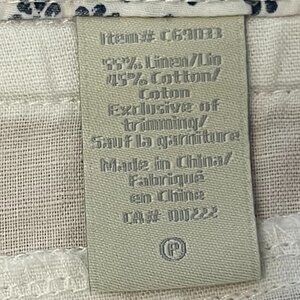 Item# C69033
55% Linen/Lin
45% Cotton/
Coton
Exclusive of
trimming/
Sauf la garniture
Made in China/
Fabriqué
en Chine
CA# 00222
P